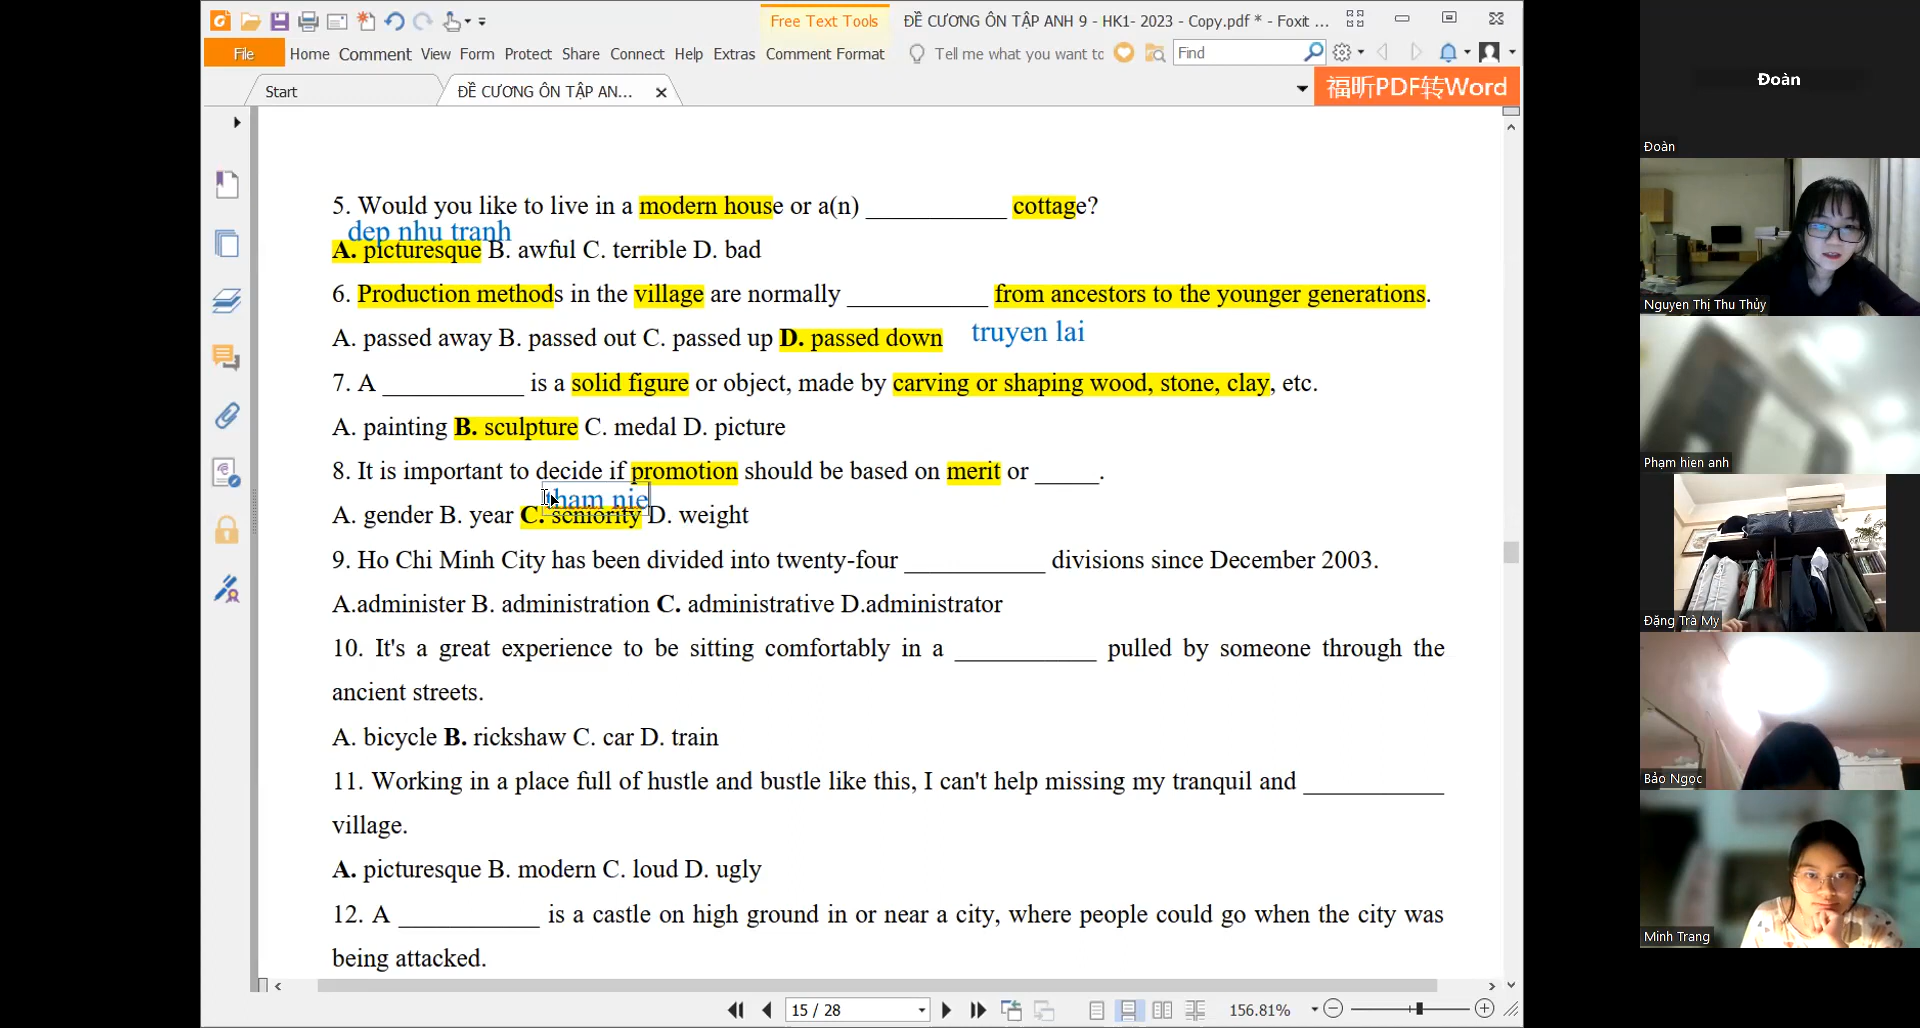 Free Text Tools
ĐỀ CƯƠNG ÔN TẬP ANH 9 - HK1- 2023 - Copy.pdf * - Foxit ...
File Home Comment View Form Protect Share Connect Help Extras Comment Format Tell me what you want to Find
Start ĐỀ CƯƠNG ÔN TẬP AN...
福昕PDF转Word
5. Would you like to live in a modern house or a(n) ___________ cottage?
dep nhu tranh
A. picturesque B. awful C. terrible D. bad
6. Production methods in the village are normally ___________ from ancestors to the younger generations.
A. passed away B. passed out C. passed up D. passed down truyen lai
7. A ___________ is a solid figure or object, made by carving or shaping wood, stone, clay, etc.
A. painting B. sculpture C. medal D. picture
8. It is important to decide if promotion should be based on merit or _____.
tham nie
A. gender B. year C. seniority D. weight
9. Ho Chi Minh City has been divided into twenty-four ___________ divisions since December 2003.
A.administer B. administration C. administrative D.administrator
10. It's a great experience to be sitting comfortably in a ___________ pulled by someone through the
ancient streets.
A. bicycle B. rickshaw C. car D. train
11. Working in a place full of hustle and bustle like this, I can't help missing my tranquil and ___________
village.
A. picturesque B. modern C. loud D. ugly
12. A ___________ is a castle on high ground in or near a city, where people could go when the city was
being attacked.
15 / 28
156.81%
Đoàn
Đoàn
Nguyen Thị Thu Thủy
Phạm hien anh
Đặng Trà My
Bảo Ngọc
Minh Trang